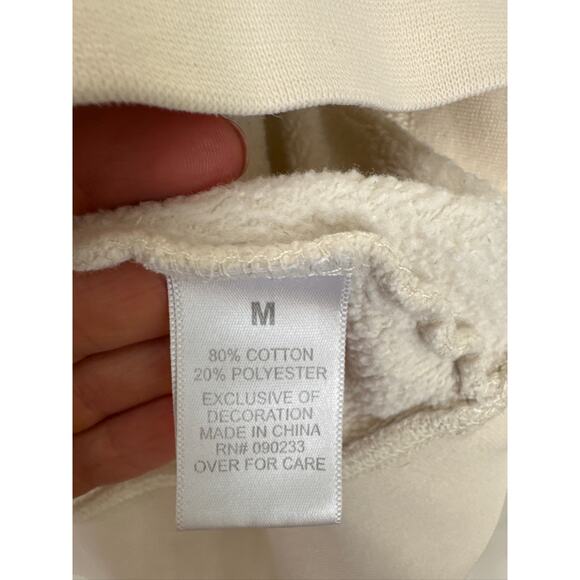 M
80% COTTON
20% POLYESTER
EXCLUSIVE OF
DECORATION
MADE IN CHINA
RN# 090233
OVER FOR CARE